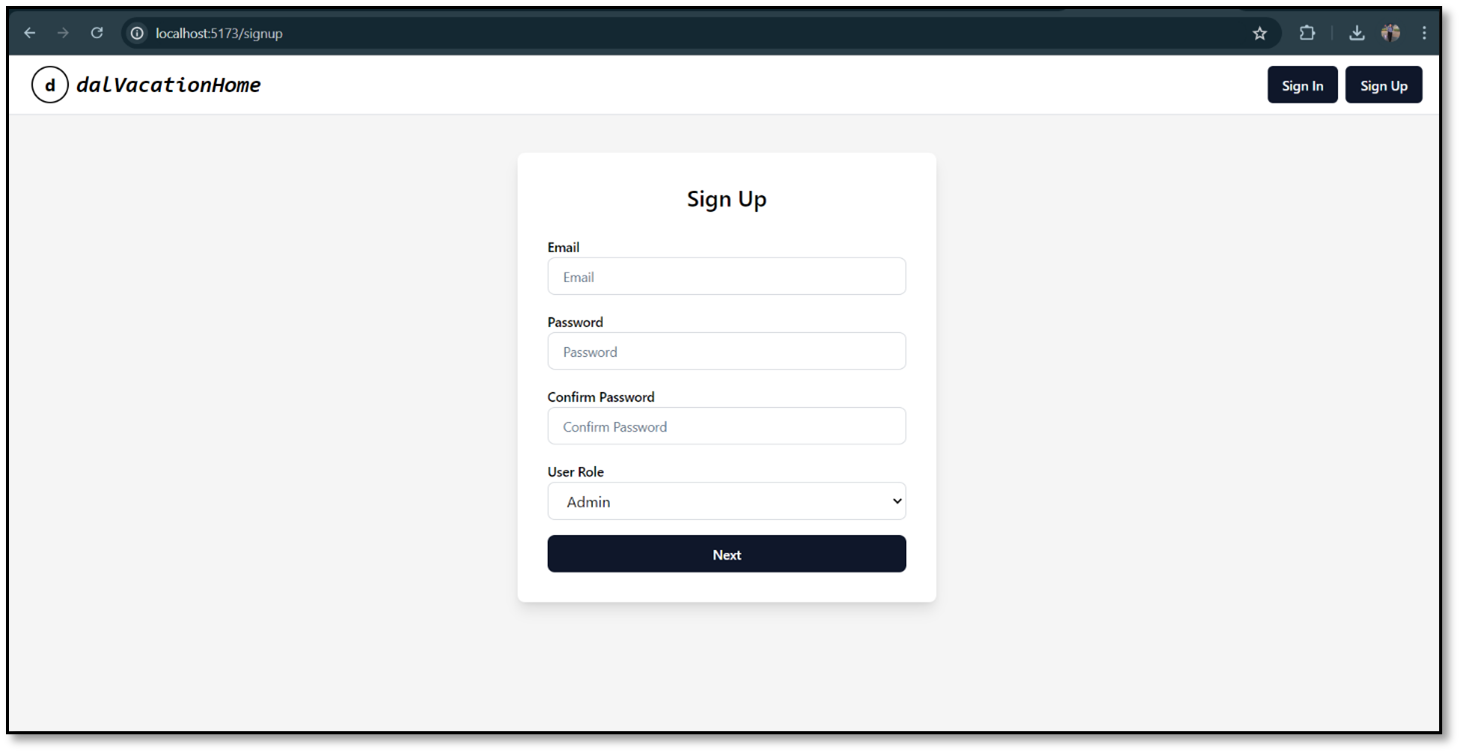 localhost:5173/signup
d dalVacationHome
Sign In Sign Up
Sign Up
Email
Email
Password
Password
Confirm Password
Confirm Password
User Role
Admin
Next